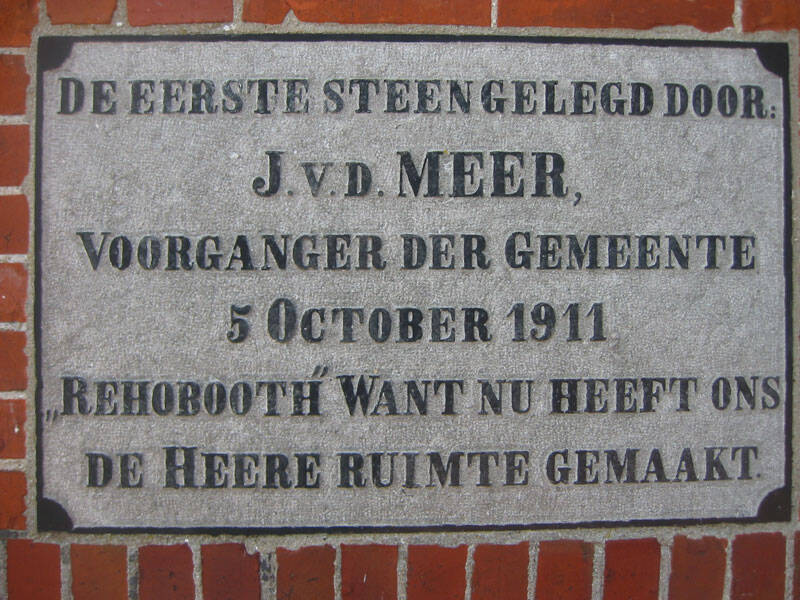 DE EERSTE STEEN GELEGD DOOR:
J.V.D. MEER,
VOORGANGER DER GEMEENTE
5 OCTOBER 1911
„REHOBOOTH" WANT NU HEEFT ONS
DE HEERE RUIMTE GEMAAKT.